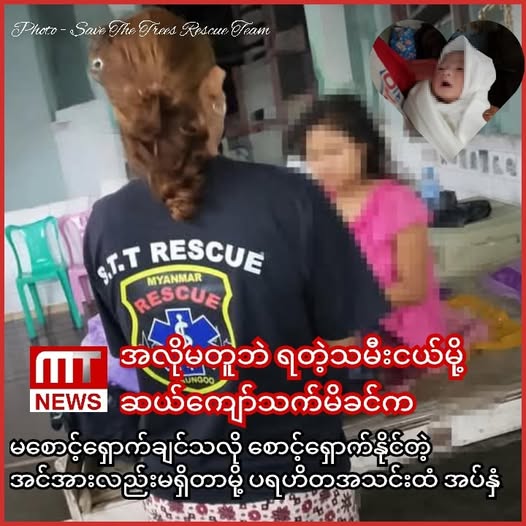 Photo - Save The Trees Rescue Team
S.T.T RESCUE
MYANMAR
RESCUE
MT
NEWS
အလိုမတူဘဲ ရတဲ့သမီးငယ်မို့
ဆယ်ကျော်သက်မိခင်က
မစောင့်ရှောက်ချင်သလို စောင့်ရှောက်နိုင်တဲ့
အင်အားလည်းမရှိတာမို့ ပရဟိတအသင်းထံ အပ်နှံ